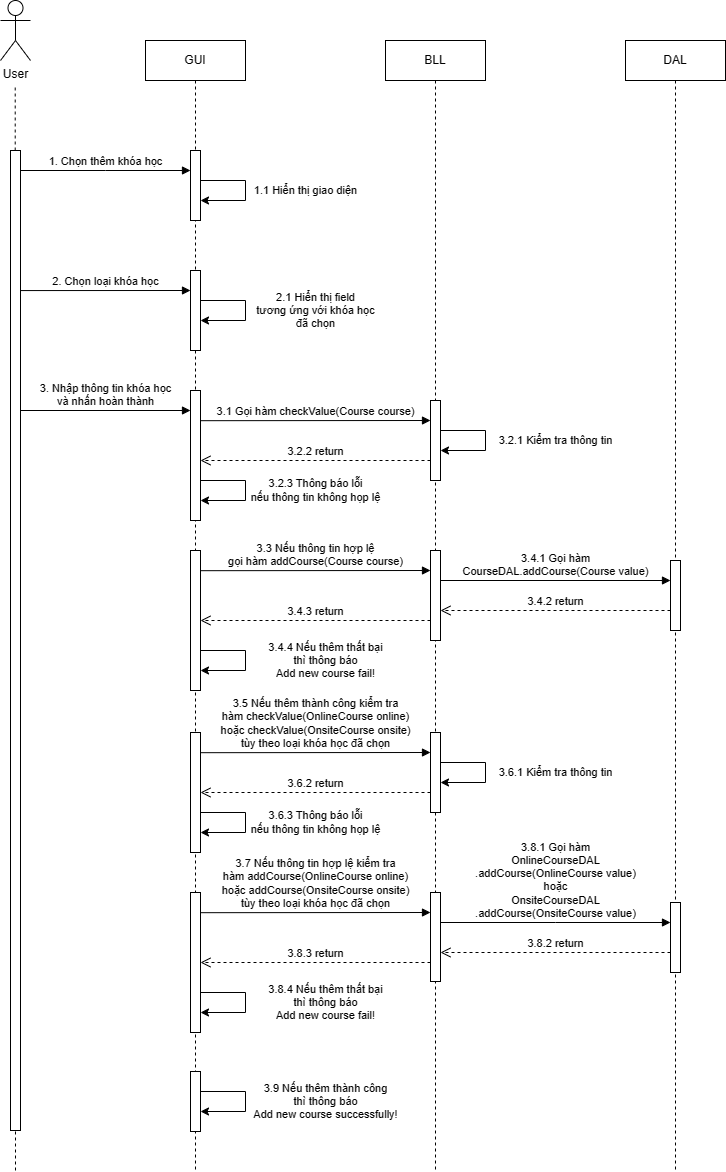 User
GUI
BLL
DAL
1. Chọn thêm khóa học
1.1 Hiển thị giao diện
2. Chọn loại khóa học
2.1 Hiển thị field
tương ứng với khóa học
đã chọn
3. Nhập thông tin khóa học
và nhấn hoàn thành
3.1 Gọi hàm checkValue(Course course)
3.2.1 Kiểm tra thông tin
3.2.2 return
3.2.3 Thông báo lỗi
nếu thông tin không họp lệ
3.3 Nếu thông tin hợp lệ
gọi hàm addCourse(Course course)
3.4.1 Gọi hàm
CourseDAL.addCourse(Course value)
3.4.2 return
3.4.3 return
3.4.4 Nếu thêm thất bại
thì thông báo
Add new course fail!
3.5 Nếu thêm thành công kiểm tra
hàm checkValue(OnlineCourse online)
hoặc checkValue(OnsiteCourse onsite)
tùy theo loại khóa học đã chọn
3.6.1 Kiểm tra thông tin
3.6.2 return
3.6.3 Thông báo lỗi
nếu thông tin không họp lệ
3.7 Nếu thông tin hợp lệ kiểm tra
hàm addCourse(OnlineCourse online)
hoặc addCourse(OnsiteCourse onsite)
tùy theo loại khóa học đã chọn
3.8.1 Gọi hàm
OnlineCourseDAL
.addCourse(OnlineCourse value)
hoặc
OnsiteCourseDAL
.addCourse(OnsiteCourse value)
3.8.2 return
3.8.3 return
3.8.4 Nếu thêm thất bại
thì thông báo
Add new course fail!
3.9 Nếu thêm thành công
thì thông báo
Add new course successfully!